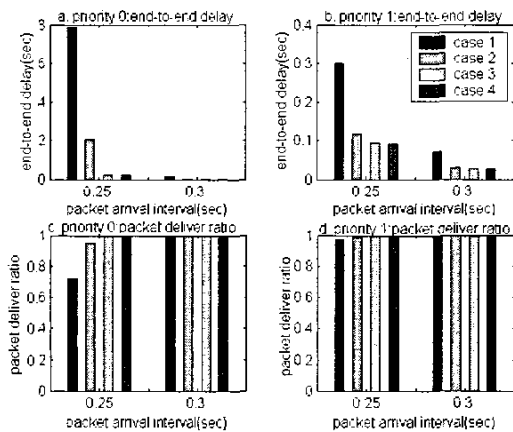 a. priority 0:end-to-end delay
end-to-end delay(sec)
8
6
4
2
0
0.25
0.3
packet arrival interval(sec)
b. priority 1:end-to-end delay
end-to-end delay(sec)
0.4
0.3
0.2
0.1
0
case 1
case 2
case 3
case 4
0.25
0.3
packet arrival interval(sec)
c. priority 0:packet deliver ratio
packet deliver ratio
1
0.8
0.6
0.4
0.2
0
0.25
0.3
packet arrival interval(sec)
d. priority 1:packet deliver ratio
packet deliver ratio
1
0.8
0.6
0.4
0.2
0
0.25
0.3
packet arrival interval(sec)